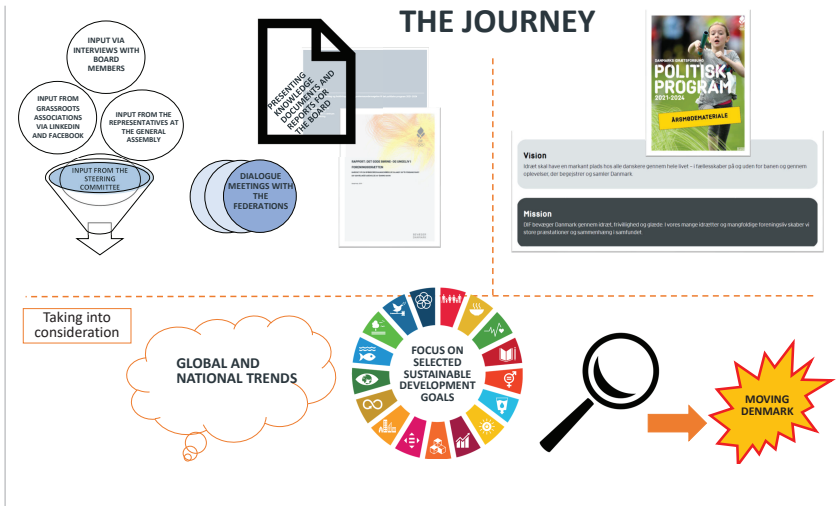 THE JOURNEY
INPUT VIA
INTERVIEWS WITH
BOARD
MEMBERS
INPUT FROM
GRASSROOTS
ASSOCIATIONS
VIA LINKEDIN
AND FACEBOOK
INPUT FROM THE
REPRESENTATIVES AT
THE GENERAL
ASSEMBLY
INPUT FROM THE
STEERING
COMMITTEE
DIALOGUE
MEETINGS WITH
THE
FEDERATIONS
PRESENTING
KNOWLEDGE
DOCUMENTS AND
REPORTS FOR
THE BOARD
DANMARKS IDRÆTSFORBUND
POLITISK
PROGRAM
2021-2024
ÅRSMØDEMATERIALE
Vision
Idræt skal have en markant plads hos alle danskere gennem hele livet – i fællesskaber på og uden for banen og gennem
oplevelser, der begejstrer og samler Danmark.
Mission
DIF bevæger Danmark gennem idræt, frivillighed og glæde. I vores mange idrætter og mangfoldige foreningsliv skaber vi
store præstationer og sammenhæng i samfundet
Taking into
consideration
GLOBAL AND
NATIONAL TRENDS
FOCUS ON
SELECTED
SUSTAINABLE
DEVELOPMENT
GOALS
MOVING
DENMARK